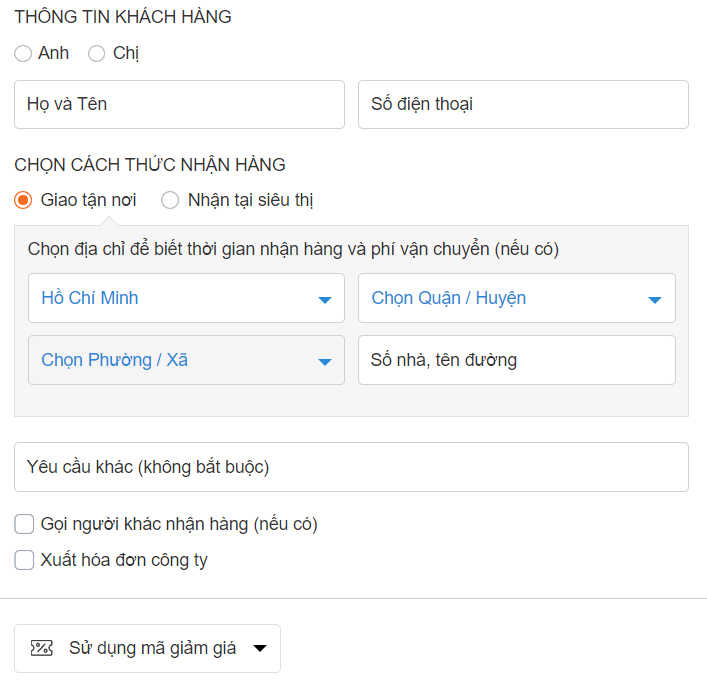 THÔNG TIN KHÁCH HÀNG
Anh Chị
Họ và Tên Số điện thoại
CHỌN CÁCH THỨC NHẬN HÀNG
Giao tận nơi Nhận tại siêu thị
Chọn địa chỉ để biết thời gian nhận hàng và phí vận chuyển (nếu có)
Hồ Chí Minh Chọn Quận / Huyện
Chọn Phường / Xã Số nhà, tên đường
Yêu cầu khác (không bắt buộc)
Gọi người khác nhận hàng (nếu có)
Xuất hóa đơn công ty
Sử dụng mã giảm giá